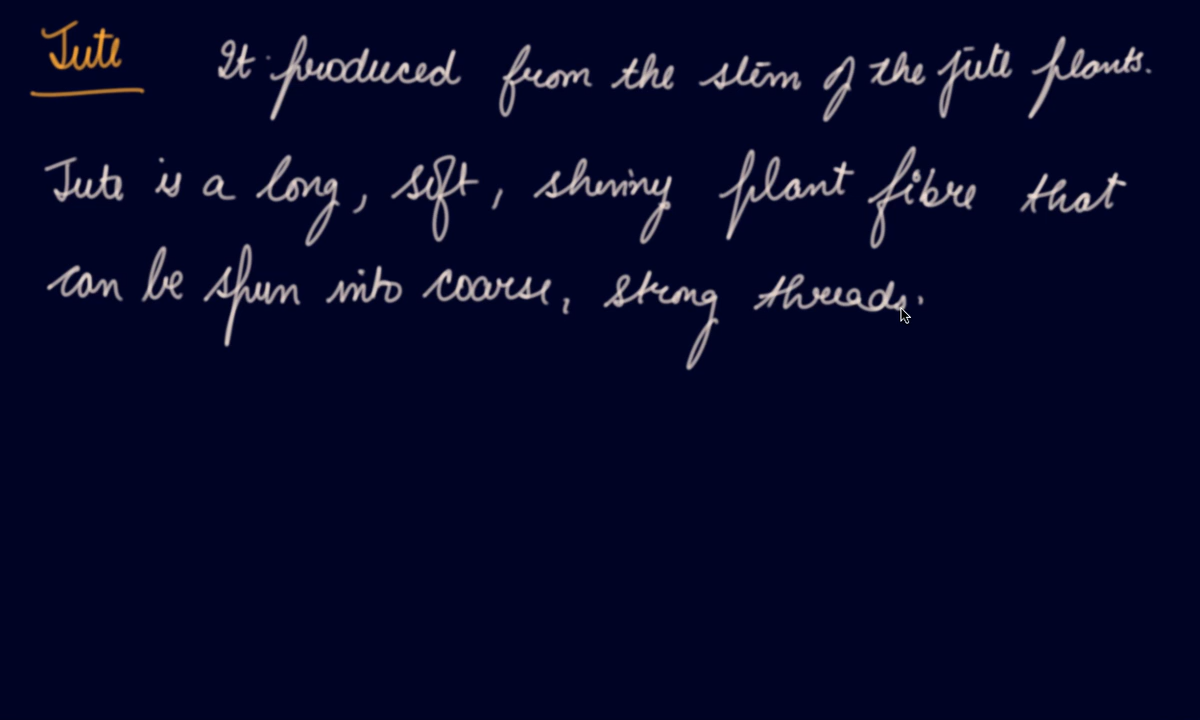 Jute It produced from the stem of the jute plants.
Jute is a long, soft, shining plant fibre that
can be spun into coarse, strong threads.